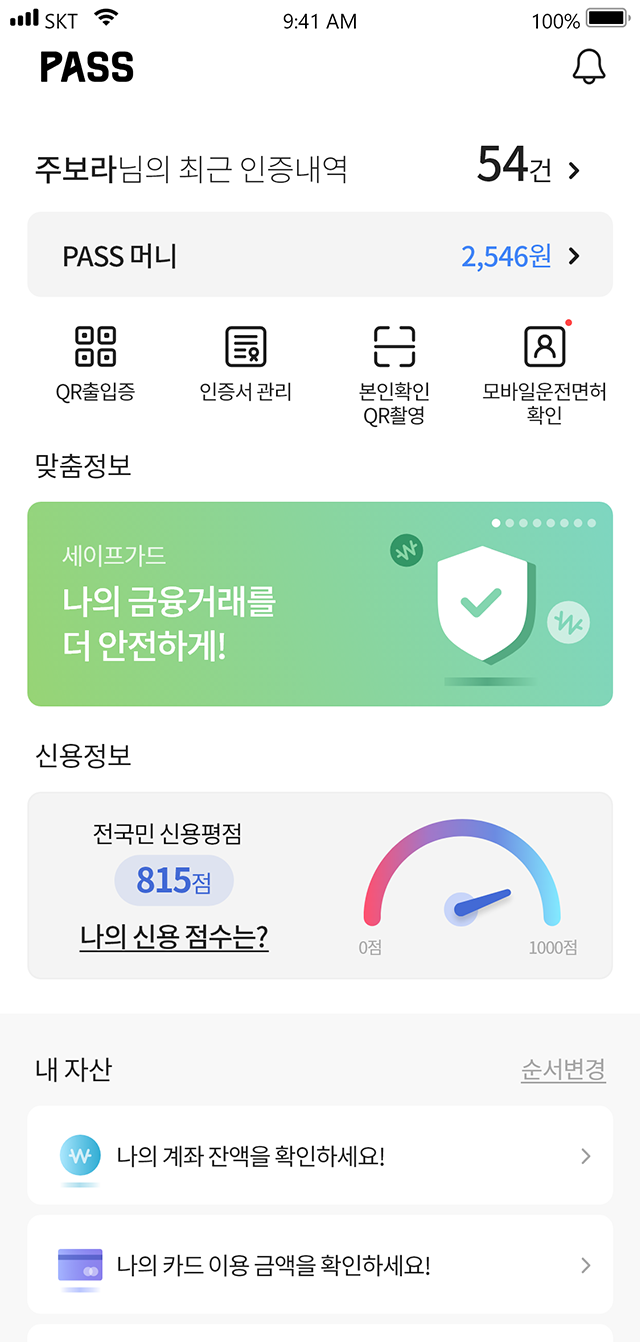 SKT 9:41 AM 100%
PASS
주보라님의 최근 인증내역 54건
PASS 머니 2,546원
QR출입증
인증서 관리
본인확인
QR촬영
모바일운전면허
확인
맞춤정보
세이프가드
나의 금융거래를
더 안전하게!
신용정보
전국민 신용평점
815점
나의 신용 점수는?
0점 1000점
내 자산 순서변경
나의 계좌 잔액을 확인하세요!
나의 카드 이용 금액을 확인하세요!